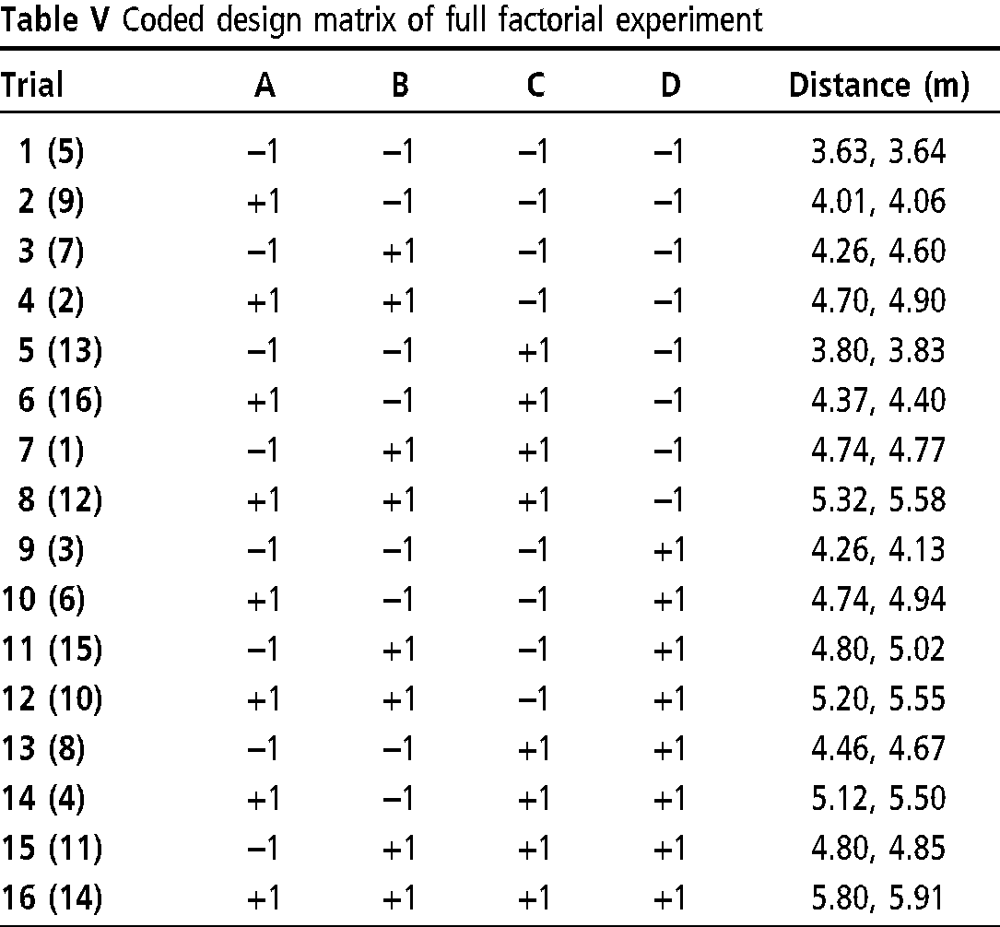 Table V Coded design matrix of full factorial experiment
Trial A B C D Distance (m)
1 (5) –1 –1 –1 –1 3.63, 3.64
2 (9) +1 –1 –1 –1 4.01, 4.06
3 (7) –1 +1 –1 –1 4.26, 4.60
4 (2) +1 +1 –1 –1 4.70, 4.90
5 (13) –1 –1 +1 –1 3.80, 3.83
6 (16) +1 –1 +1 –1 4.37, 4.40
7 (1) –1 +1 +1 –1 4.74, 4.77
8 (12) +1 +1 +1 –1 5.32, 5.58
9 (3) –1 –1 –1 +1 4.26, 4.13
10 (6) +1 –1 –1 +1 4.74, 4.94
11 (15) –1 +1 –1 +1 4.80, 5.02
12 (10) +1 +1 –1 +1 5.20, 5.55
13 (8) –1 –1 +1 +1 4.46, 4.67
14 (4) +1 –1 +1 +1 5.12, 5.50
15 (11) –1 +1 +1 +1 4.80, 4.85
16 (14) +1 +1 +1 +1 5.80, 5.91